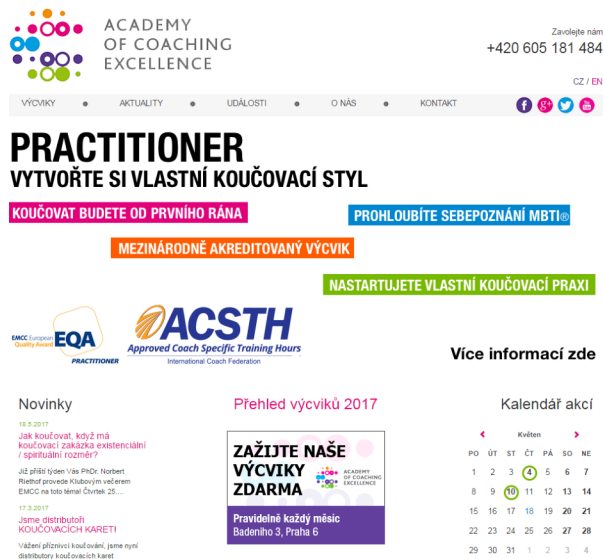 ACADEMY
OF COACHING
EXCELLENCE
Zavolejte nám
+420 605 181 484
CZ / EN
VÝCVIKY
AKTUALITY
UDÁLOSTI
O NÁS
KONTAKT
PRACTITIONER
VYTVOŘTE SI VLASTNÍ KOUČOVACÍ STYL
KOUČOVAT BUDETE OD PRVNÍHO RÁNA
PROHLOUBÍTE SEBEPOZNÁNÍ MBTI®
MEZINÁRODNĚ AKREDITOVANÝ VÝCVIK
NASTARTUJETE VLASTNÍ KOUČOVACÍ PRAXI
EMCC European
Quality Award
EQA
PRACTITIONER
ACSTH
Approved Coach Specific Training Hours
International Coach Federation
Více informací zde
Novinky
18.5.2017
Jak koučovat, když má
koučovací zakázka existenciální
/ spirituální rozměr?
Již příští týden Vás PhDr. Norbert
Riethof provede Klubovým večerem
EMCC na toto téma! Čtvrtek 25....
17.3.2017
Jsme distributoři
KOUČOVACÍCH KARET!
Vážení příznivci koučování, jsme nyní
distributory koučovacích karet
Přehled výcviků 2017
ZAŽIJTE NAŠE
VÝCVIKY
ZDARMA
ACADEMY
OF COACHING
EXCELLENCE
Pravidelně každý měsíc
Badeniho 3, Praha 6
Kalendář akcí
Květen
PO ÚT ST ČT PÁ SO NE
1 2 3 4 5 6 7
8 9 10 11 12 13 14
15 16 17 18 19 20 21
22 23 24 25 26 27 28
29 30 31 1 2 3 4